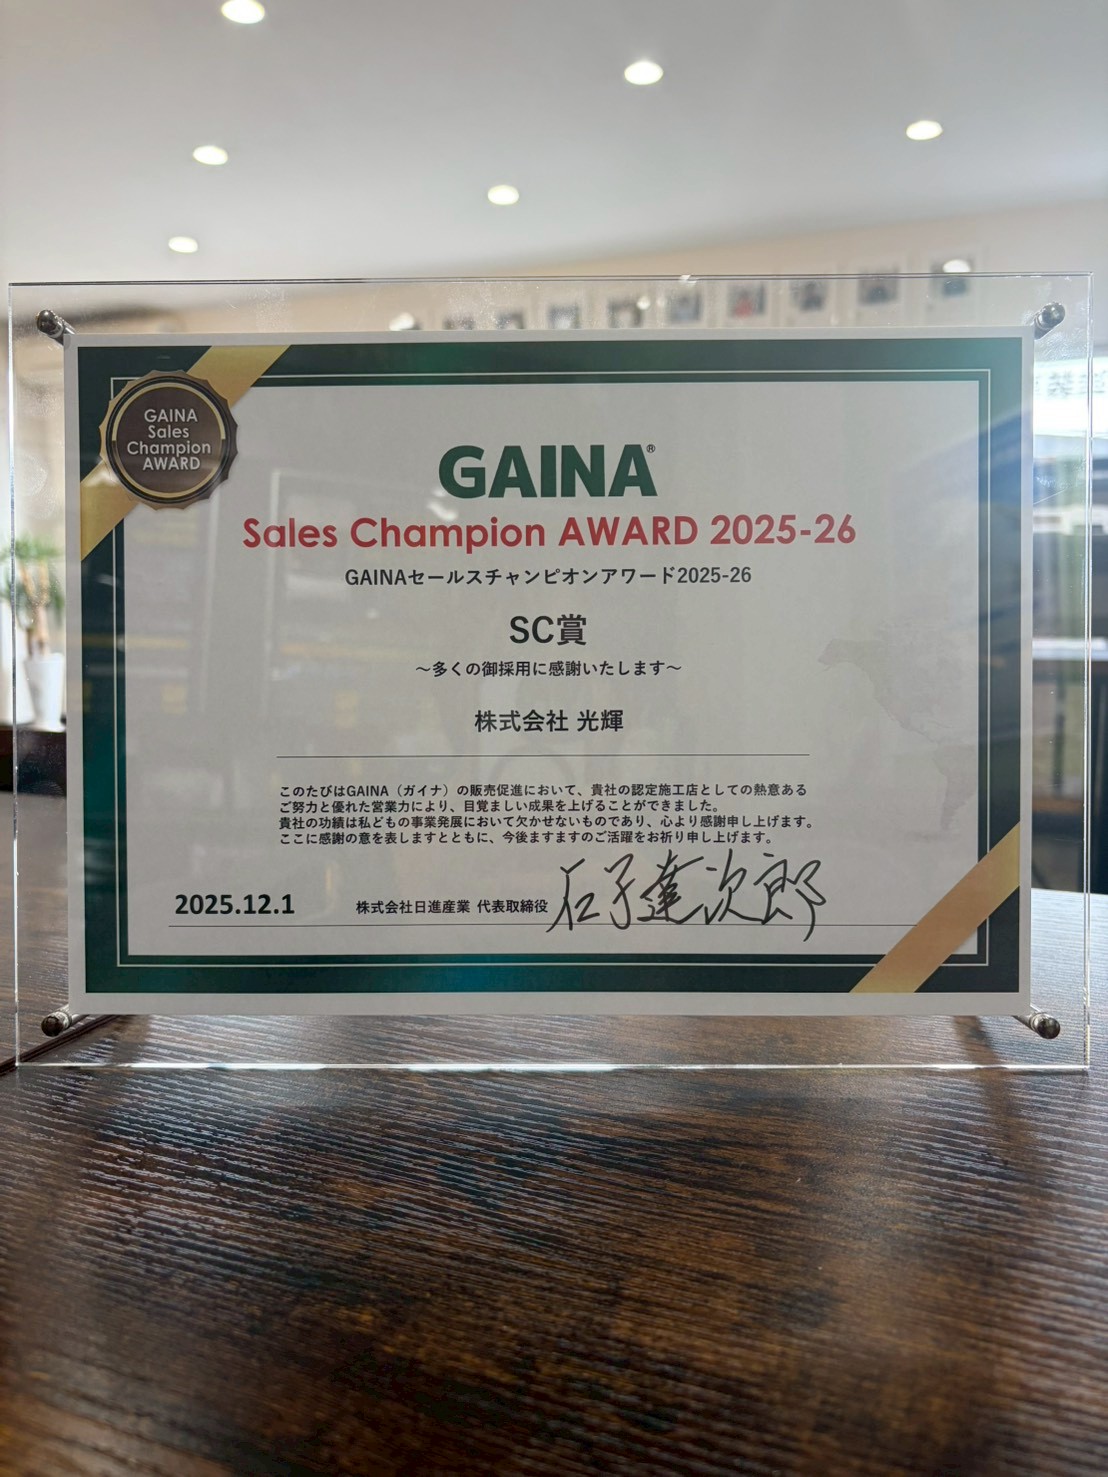 GAINA
Sales
Champion
AWARD
GAINA®
Sales Champion AWARD 2025-26
GAINAセールスチャンピオンアワード2025-26
SC賞
～多くの御採用に感謝いたします～
株式会社 光輝
このたびはGAINA（ガイナ）の販売促進において、貴社の認定施工店としての熱意ある
ご努力と優れた営業力により、目覚ましい成果を上げることができました。
貴社の功績は私どもの事業発展において欠かせないものであり、心より感謝申し上げます。
ここに感謝の意を表しますとともに、今後ますますのご活躍をお祈り申し上げます。
2025.12.1
株式会社日進産業 代表取締役 石子達次郎